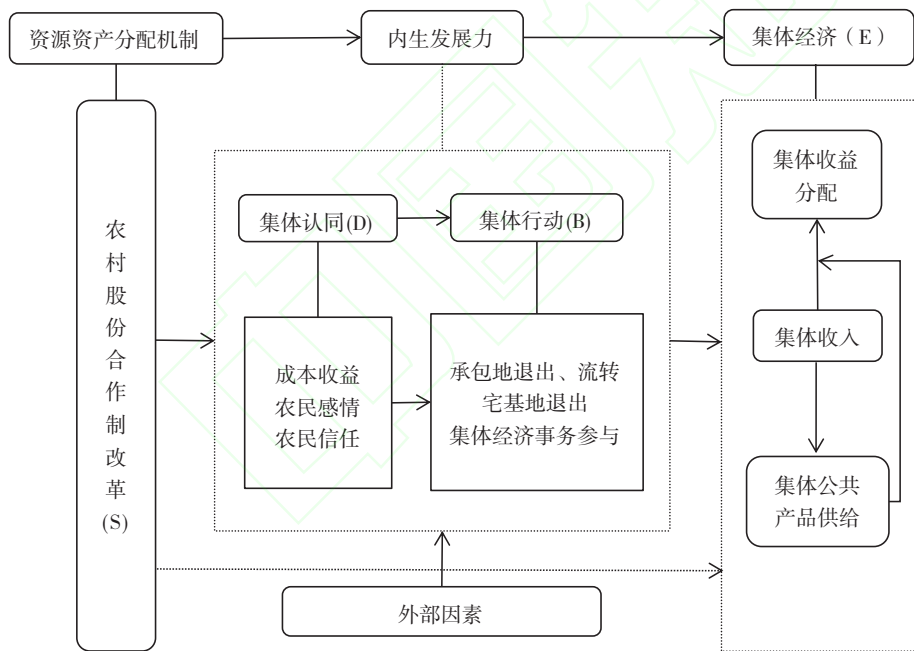 资源资产分配机制
内生发展力
集体经济（E）
农
村
股
份
合
作
制
改
革
(S)
集体认同(D)
集体行动(B)
成本收益
农民感情
农民信任
承包地退出、流转
宅基地退出
集体经济事务参与
集体收益
分配
集体收入
集体公共
产品供给
外部因素